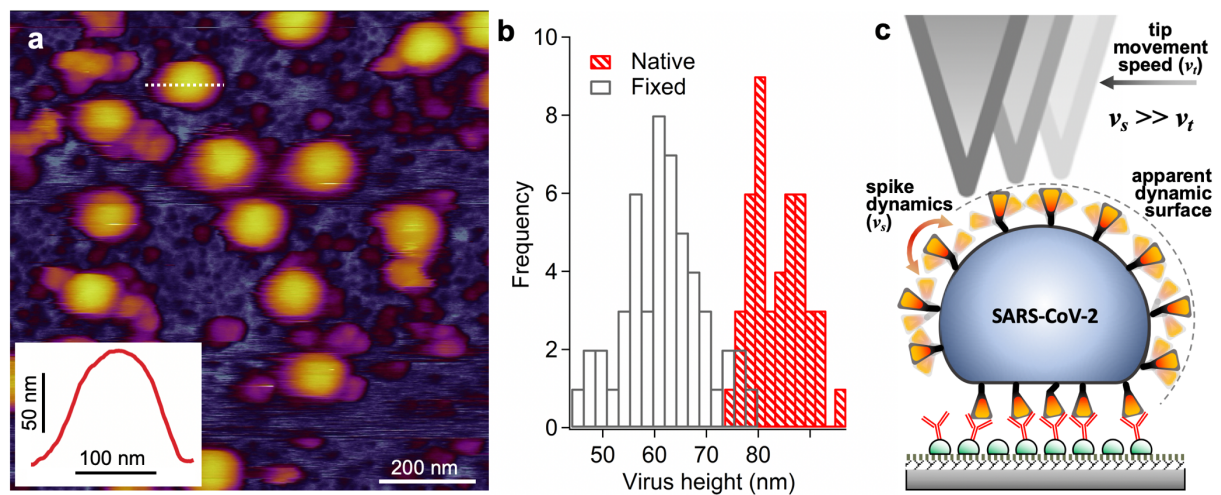 a
50 nm
100 nm
200 nm
b
10
8
6
4
2
0
Frequency
Native
Fixed
50
60
70
80
Virus height (nm)
c
tip
movement
speed (vt)
vs >> vt
spike
dynamics
(vs)
apparent
dynamic
surface
SARS-CoV-2